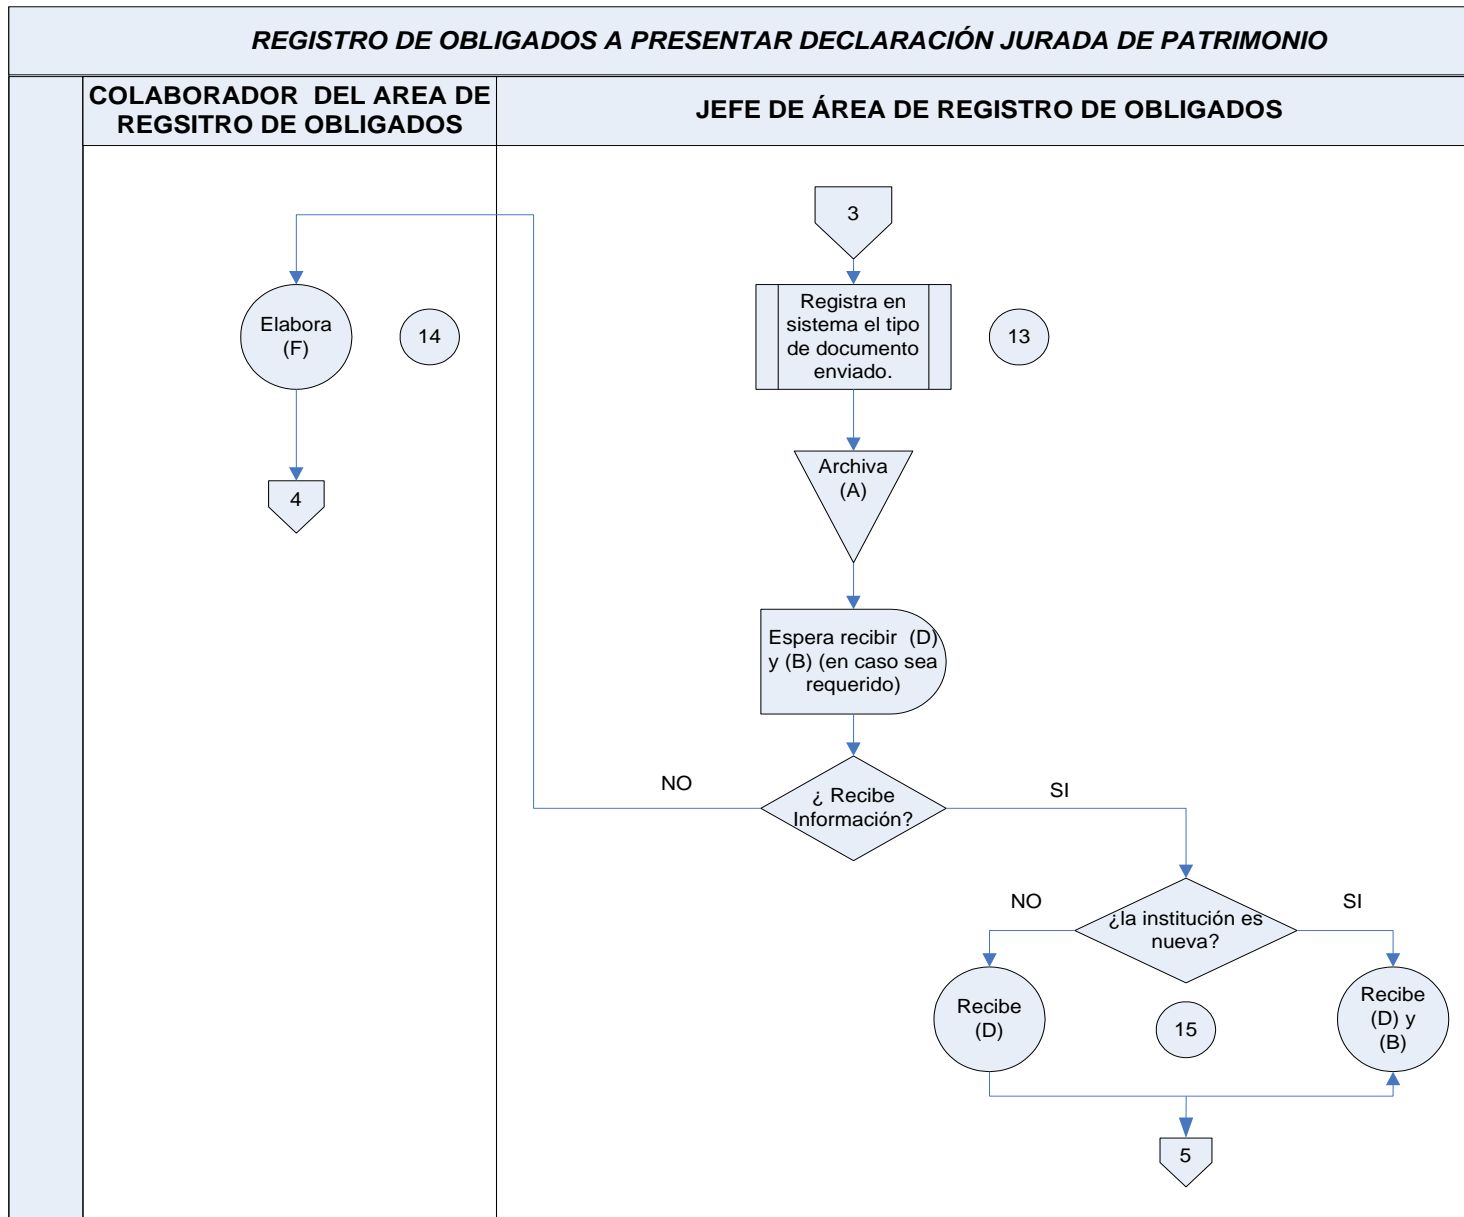 REGISTRO DE OBLIGADOS A PRESENTAR DECLARACIÓN JURADA DE PATRIMONIO
COLABORADOR DEL AREA DE
REGSITRO DE OBLIGADOS
JEFE DE ÁREA DE REGISTRO DE OBLIGADOS
3
Registra en
sistema el tipo
de documento
enviado.
13
Elabora
(F)
14
4
Archiva
(A)
Espera recibir (D)
y (B) (en caso sea
requerido)
NO
¿ Recibe
Información?
SI
NO
¿la institución es
nueva?
SI
Recibe
(D)
15
Recibe
(D) y
(B)
5